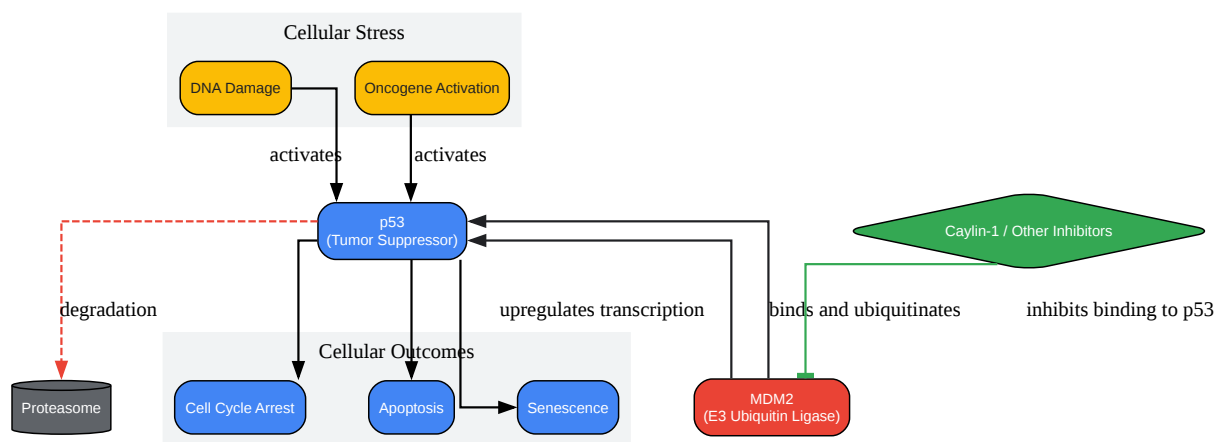 Cellular Stress
DNA Damage
Oncogene Activation
activates
activates
p53
(Tumor Suppressor)
Caylin-1 / Other Inhibitors
degradation
upregulates transcription
binds and ubiquitinates
inhibits binding to p53
Cellular Outcomes
Proteasome
Cell Cycle Arrest
Apoptosis
Senescence
MDM2
(E3 Ubiquitin Ligase)